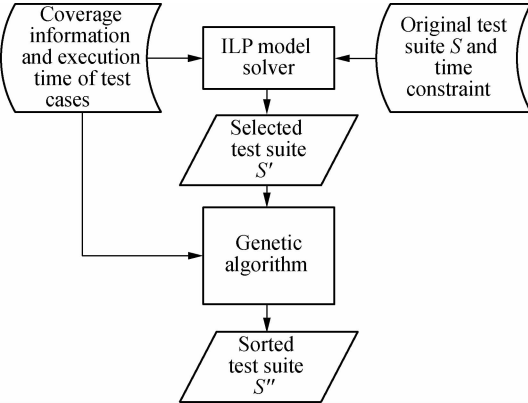 Coverage
information
and execution
time of test
cases
ILP model
solver
Original test
suite S and
time
constraint
Selected
test suite
S′
Genetic
algorithm
Sorted
test suite
S″